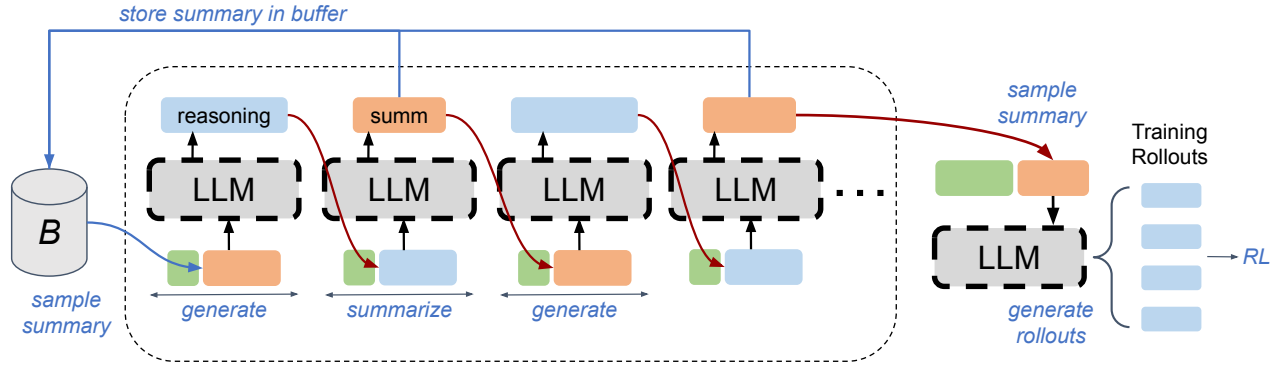 store summary in buffer
reasoning
summ
sample
summary
Training
Rollouts
LLM
LLM
LLM
LLM
...
B
LLM
RL
sample
summary
generate
summarize
generate
generate
rollouts